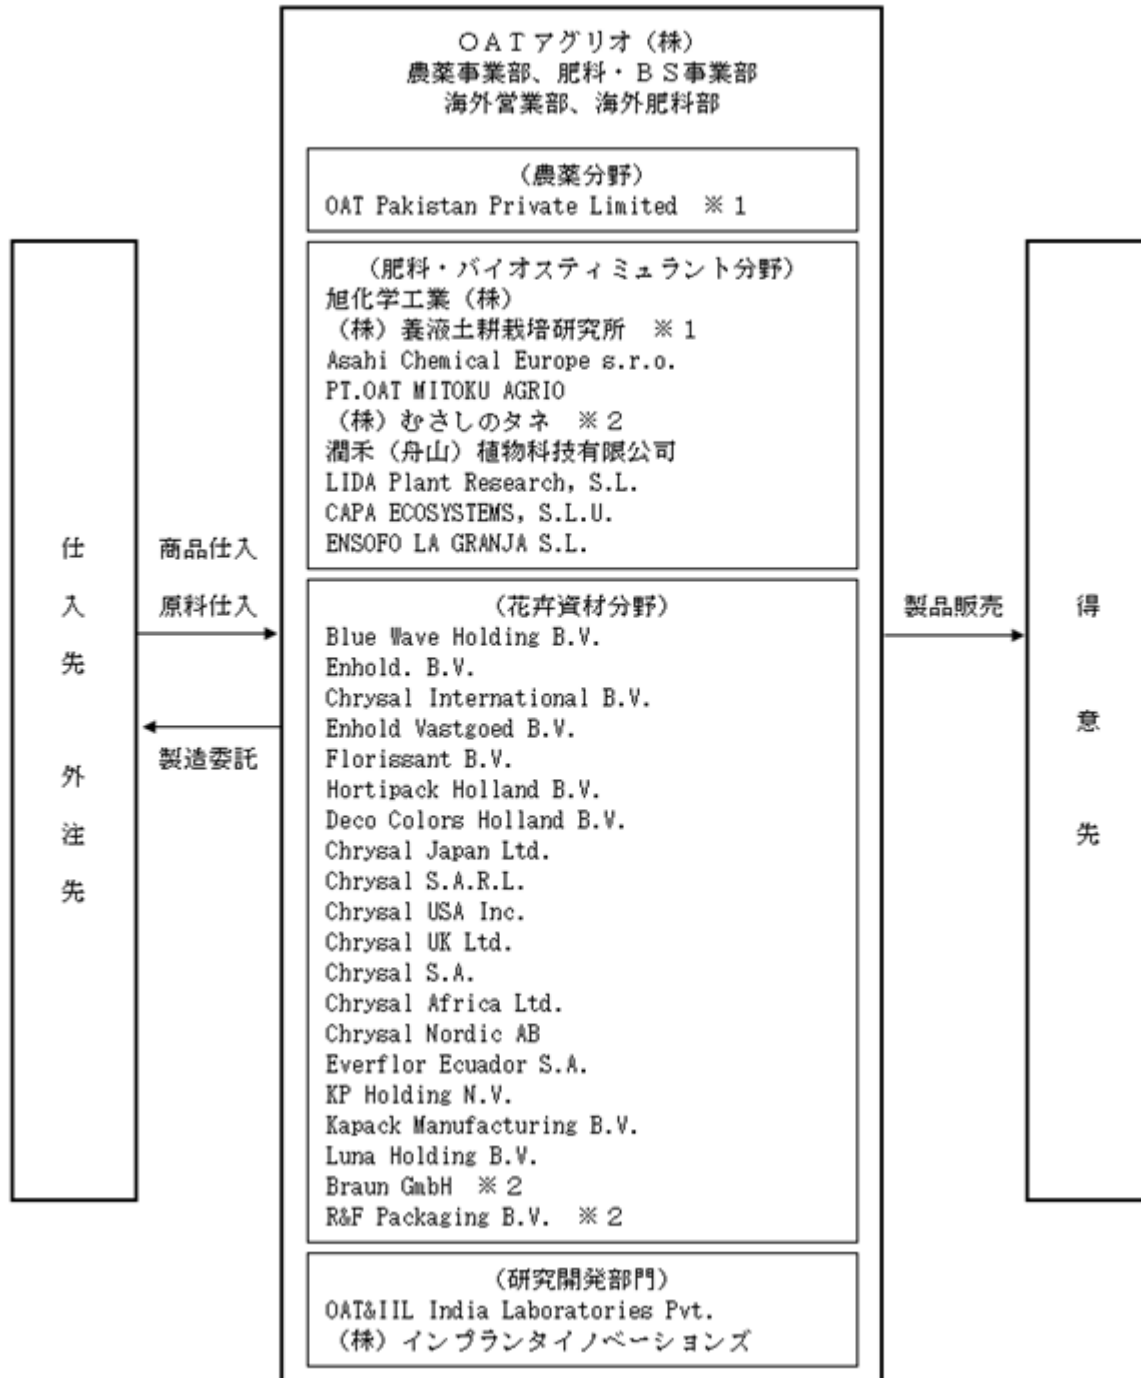 ＯＡＴアグリオ（株）
農薬事業部、肥料・ＢＳ事業部
海外営業部、海外肥料部
（農薬分野）
OAT Pakistan Private Limited ※１
（肥料・バイオスティミュラント分野）
旭化学工業（株）
（株）養液土耕栽培研究所 ※１
Asahi Chemical Europe s.r.o.
PT.OAT MITOKU AGRIO
（株）むさしのタネ ※２
潤禾（舟山）植物科技有限公司
LIDA Plant Research, S.L.
CAPA ECOSYSTEMS, S.L.U.
ENSOFO LA GRANJA S.L.
（花卉資材分野）
Blue Wave Holding B.V.
Enhold. B.V.
Chrysal International B.V.
Enhold Vastgoed B.V.
Florissant B.V.
Hortipack Holland B.V.
Deco Colors Holland B.V.
Chrysal Japan Ltd.
Chrysal S.A.R.L.
Chrysal USA Inc.
Chrysal UK Ltd.
Chrysal S.A.
Chrysal Africa Ltd.
Chrysal Nordic AB
Everflor Ecuador S.A.
KP Holding N.V.
Kapack Manufacturing B.V.
Luna Holding B.V.
Braun GmbH ※２
R&F Packaging B.V. ※２
（研究開発部門）
OAT&IIL India Laboratories Pvt.
（株）インプランタイノベーションズ
仕入先 外注先
商品仕入
原料仕入
製造委託
製品販売
得意先